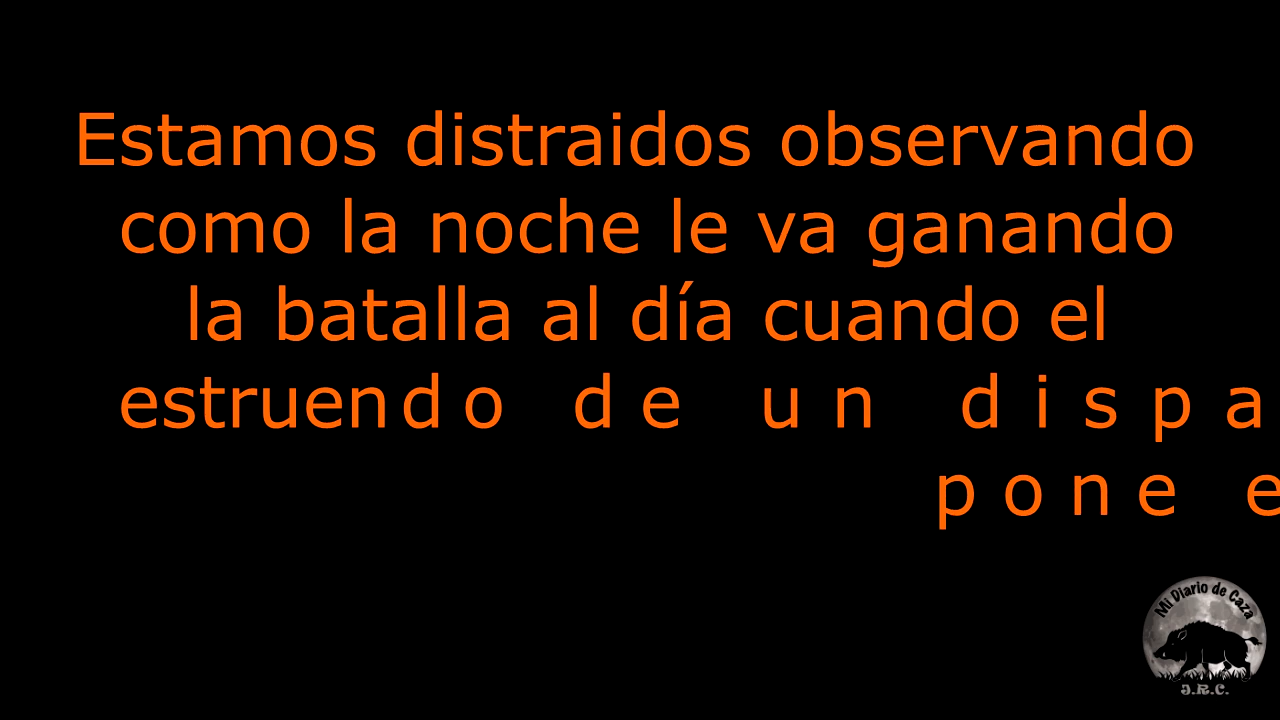 Estamos distraidos observando
como la noche le va ganando
la batalla al día cuando el
estruendo de un dispa
pone e
Mi Diario de Caza
J.R.C.